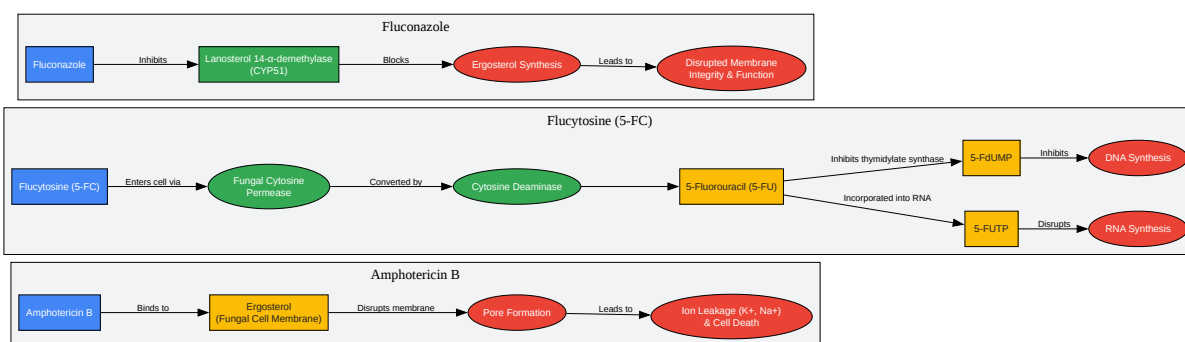 Fluconazole
Fluconazole
Inhibits
Lanosterol 14-α-demethylase
(CYP51)
Blocks
Ergosterol Synthesis
Leads to
Disrupted Membrane
Integrity & Function
Flucytosine (5-FC)
Flucytosine (5-FC)
Enters cell via
Fungal Cytosine
Permease
Converted by
Cytosine Deaminase
5-Fluorouracil (5-FU)
Inhibits thymidylate synthase
5-FdUMP
Inhibits
DNA Synthesis
Incorporated into RNA
5-FUTP
Disrupts
RNA Synthesis
Amphotericin B
Amphotericin B
Binds to
Ergosterol
(Fungal Cell Membrane)
Disrupts membrane
Pore Formation
Leads to
Ion Leakage (K+, Na+)
& Cell Death